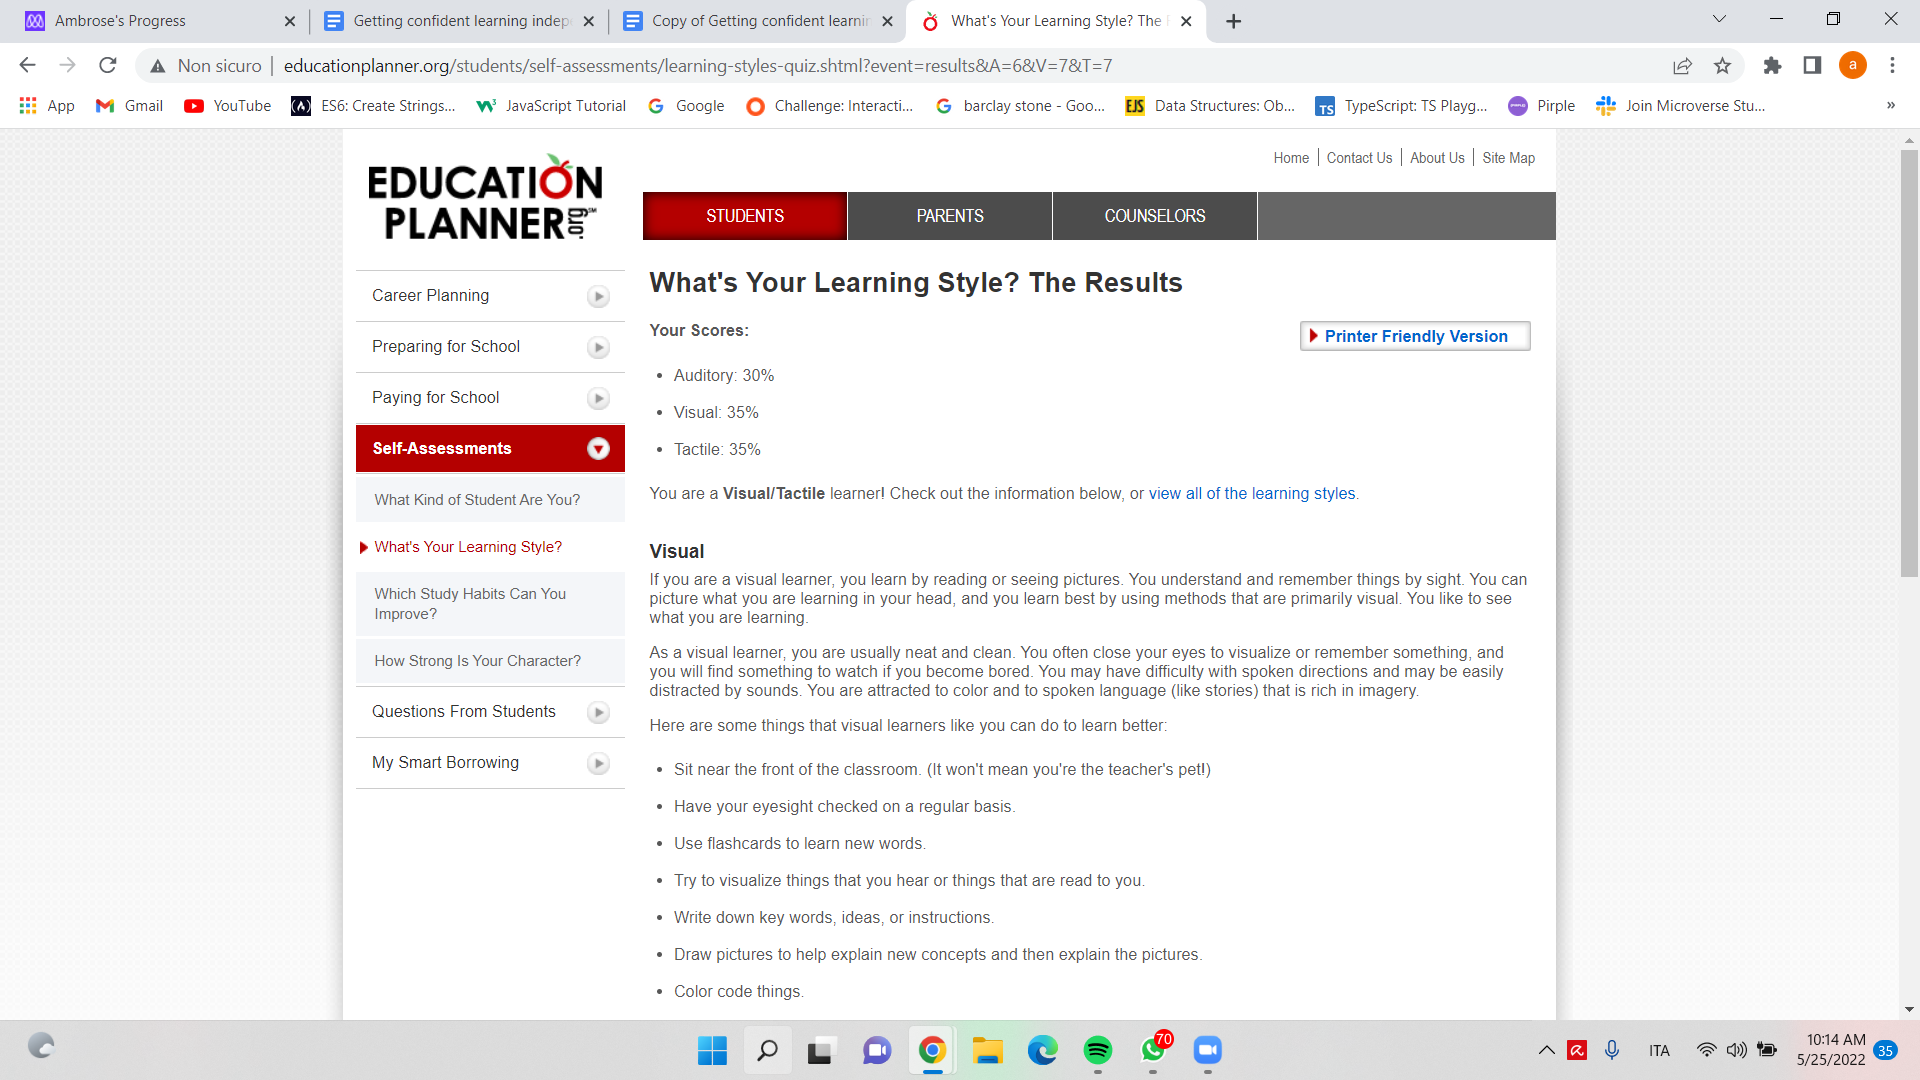 Ambrose's Progress
Getting confident learning indep
Copy of Getting confident learnin
What's Your Learning Style? The
Non sicuro
educationplanner.org/students/self-assessments/learning-styles-quiz.shtml?event=results&A=6&V=7&T=7
a
App
Gmail
YouTube
ES6: Create Strings...
JavaScript Tutorial
Google
Challenge: Interacti...
barclay stone - Goo...
EJS
Data Structures: Ob...
TS
TypeScript: TS Playg...
Pirple
Join Microverse Stu...
»
EDUCATION
PLANNER.org
Home
Contact Us
About Us
Site Map
STUDENTS
PARENTS
COUNSELORS
Career Planning
Preparing for School
Paying for School
Self-Assessments
What Kind of Student Are You?
What's Your Learning Style?
Which Study Habits Can You
Improve?
How Strong Is Your Character?
Questions From Students
My Smart Borrowing
What's Your Learning Style? The Results
Your Scores:
Printer Friendly Version
• Auditory: 30%
• Visual: 35%
• Tactile: 35%
You are a Visual/Tactile learner! Check out the information below, or view all of the learning styles.
Visual
If you are a visual learner, you learn by reading or seeing pictures. You understand and remember things by sight. You can
picture what you are learning in your head, and you learn best by using methods that are primarily visual. You like to see
what you are learning.
As a visual learner, you are usually neat and clean. You often close your eyes to visualize or remember something, and
you will find something to watch if you become bored. You may have difficulty with spoken directions and may be easily
distracted by sounds. You are attracted to color and to spoken language (like stories) that is rich in imagery.
Here are some things that visual learners like you can do to learn better:
• Sit near the front of the classroom. (It won't mean you're the teacher's pet!)
• Have your eyesight checked on a regular basis.
• Use flashcards to learn new words.
• Try to visualize things that you hear or things that are read to you.
• Write down key words, ideas, or instructions.
• Draw pictures to help explain new concepts and then explain the pictures.
• Color code things.
70
ITA
10:14 AM
5/25/2022
35